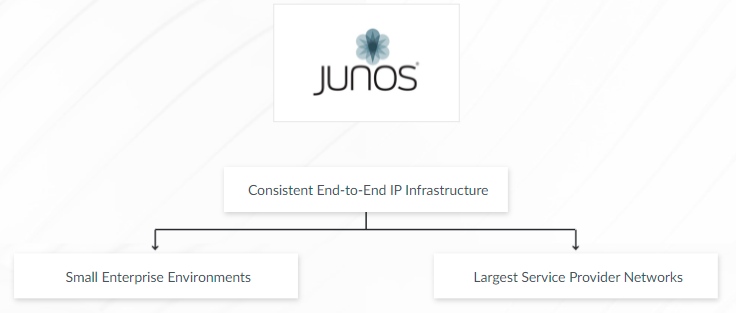 JUNOS®
Consistent End-to-End IP Infrastructure
Small Enterprise Environments
Largest Service Provider Networks